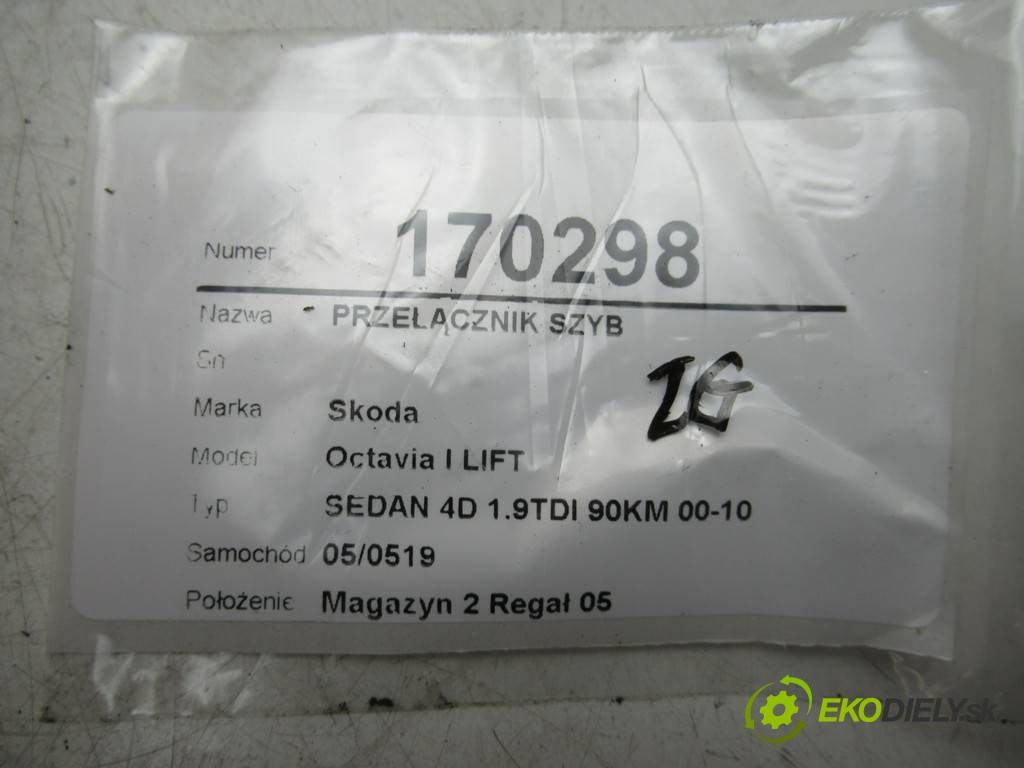 Numer 170298
Nazwa PRZEŁĄCZNIK SZYB
Sn
Marka Skoda
Model Octavia I LIFT
Typ SEDAN 4D 1.9TDI 90KM 00-10
Samochód 05/0519
Położenie Magazyn 2 Regał 05
EKODIELY.sk